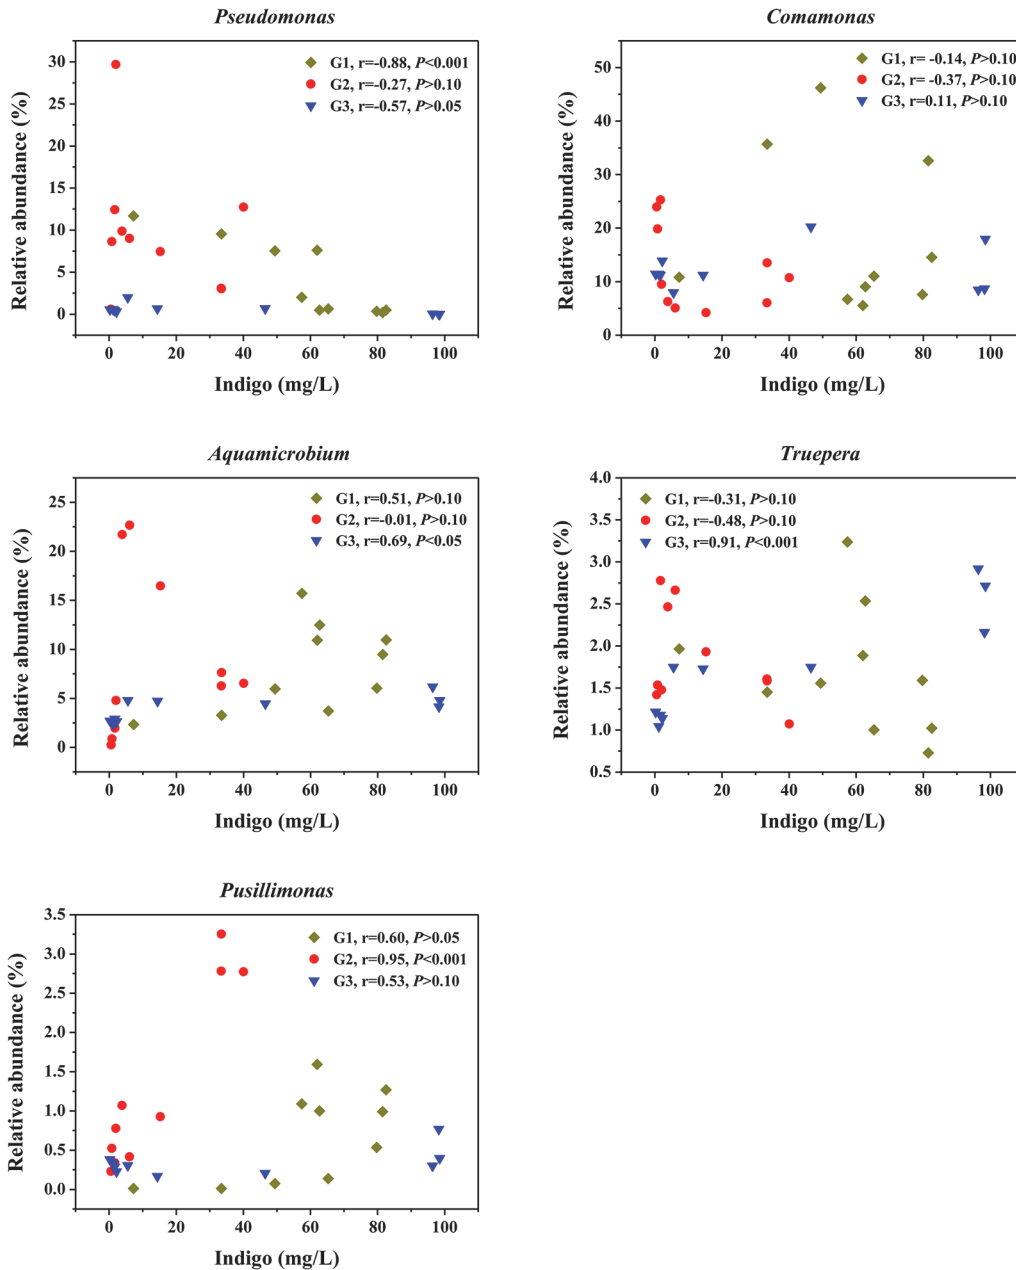 Pseudomonas
G1, r=-0.88, P<0.001
G2, r=-0.27, P>0.10
G3, r=-0.57, P>0.05
30
25
20
15
10
5
0
Relative abundance (%)
0 20 40 60 80 100
Indigo (mg/L)
Comamonas
G1, r= -0.14, P>0.10
G2, r= -0.37, P>0.10
G3, r=0.11, P>0.10
50
40
30
20
10
0
Relative abundance (%)
0 20 40 60 80 100
Indigo (mg/L)
Aquamicrobium
G1, r=0.51, P>0.10
G2, r=-0.01, P>0.10
G3, r=0.69, P<0.05
25
20
15
10
5
0
Relative abundance (%)
0 20 40 60 80 100
Indigo (mg/L)
Truepera
G1, r=-0.31, P>0.10
G2, r=-0.48, P>0.10
G3, r=0.91, P<0.001
4.0
3.5
3.0
2.5
2.0
1.5
1.0
0.5
Relative abundance (%)
0 20 40 60 80 100
Indigo (mg/L)
Pusillimonas
G1, r=0.60, P>0.05
G2, r=0.95, P<0.001
G3, r=0.53, P>0.10
3.5
3.0
2.5
2.0
1.5
1.0
0.5
0.0
Relative abundance (%)
0 20 40 60 80 100
Indigo (mg/L)